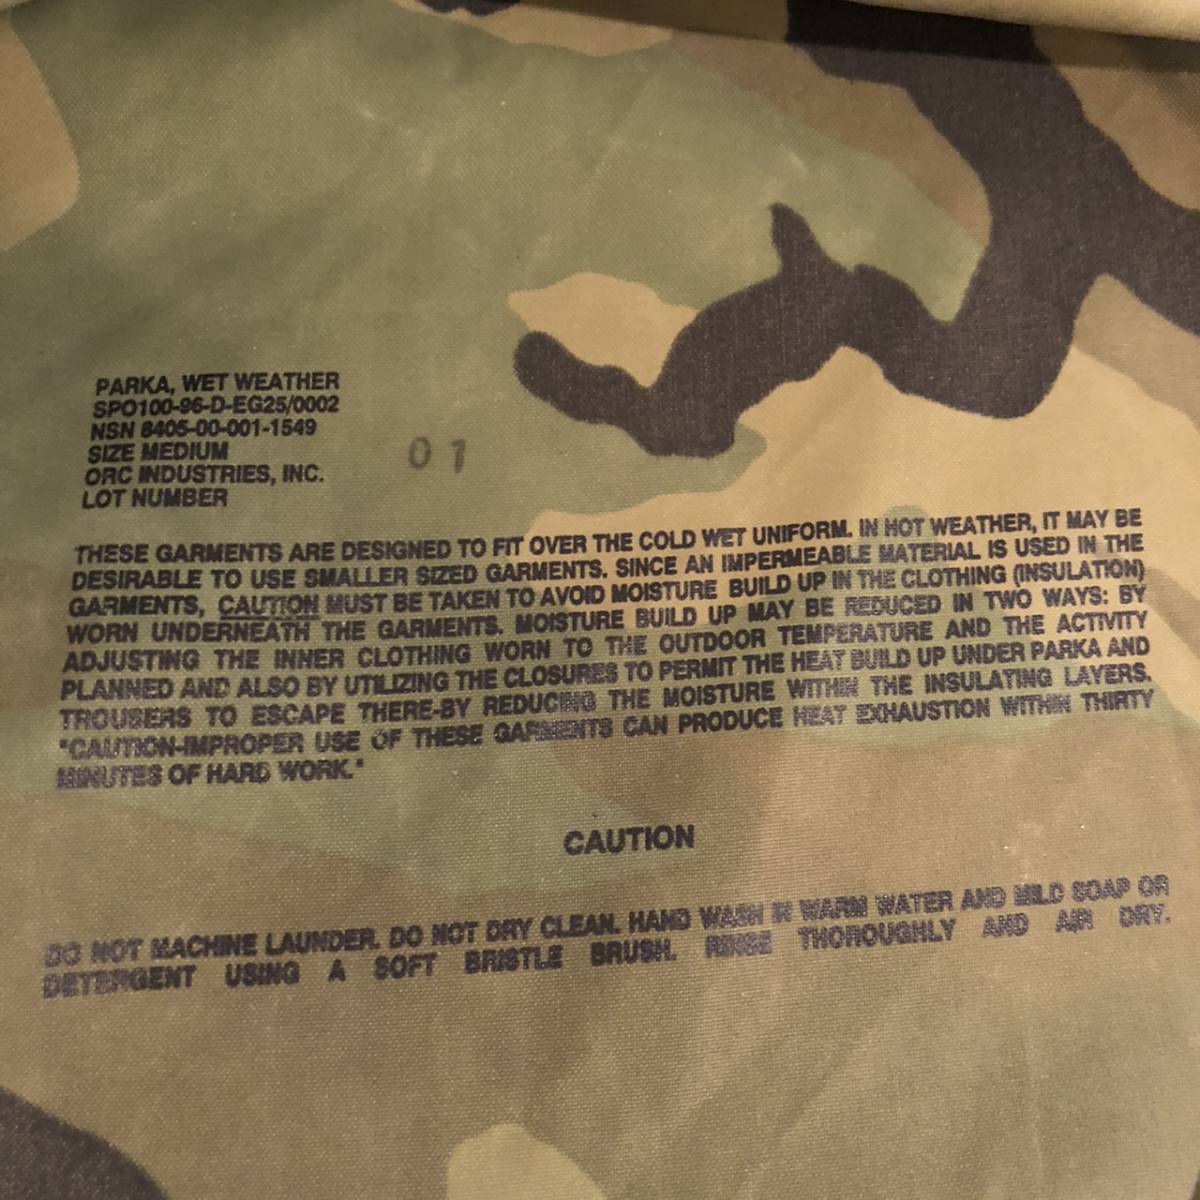 PARKA, WET WEATHER
SPO100-96-D-EG25/0002
NSN 8405-00-001-1549
SIZE MEDIUM
ORC INDUSTRIES, INC.
LOT NUMBER
01
THESE GARMENTS ARE DESIGNED TO FIT OVER THE COLD WET UNIFORM. IN HOT WEATHER, IT MAY BE
DESIRABLE TO USE SMALLER SIZED GARMENTS. SINCE AN IMPERMEABLE MATERIAL IS USED IN THE
GARMENTS, CAUTION MUST BE TAKEN TO AVOID MOISTURE BUILD UP IN THE CLOTHING (INSULATION)
WORN UNDERNEATH THE GARMENTS. MOISTURE BUILD UP MAY BE REDUCED IN TWO WAYS: BY
ADJUSTING THE INNER CLOTHING WORN TO THE OUTDOOR TEMPERATURE AND THE ACTIVITY
PLANNED AND ALSO BY UTILIZING THE CLOSURES TO PERMIT THE HEAT BUILD UP UNDER PARKA AND
TROUSERS TO ESCAPE THERE-BY REDUCING THE MOISTURE WITHIN THE INSULATING LAYERS.
"CAUTION-IMPROPER USE OF THESE GARMENTS CAN PRODUCE HEAT EXHAUSTION WITHIN THIRTY
MINUTES OF HARD WORK."
CAUTION
DO NOT MACHINE LAUNDER. DO NOT DRY CLEAN. HAND WASH IN WARM WATER AND MILD SOAP OR
DETERGENT USING A SOFT BRISTLE BRUSH. RINSE THOROUGHLY AND AIR DRY.